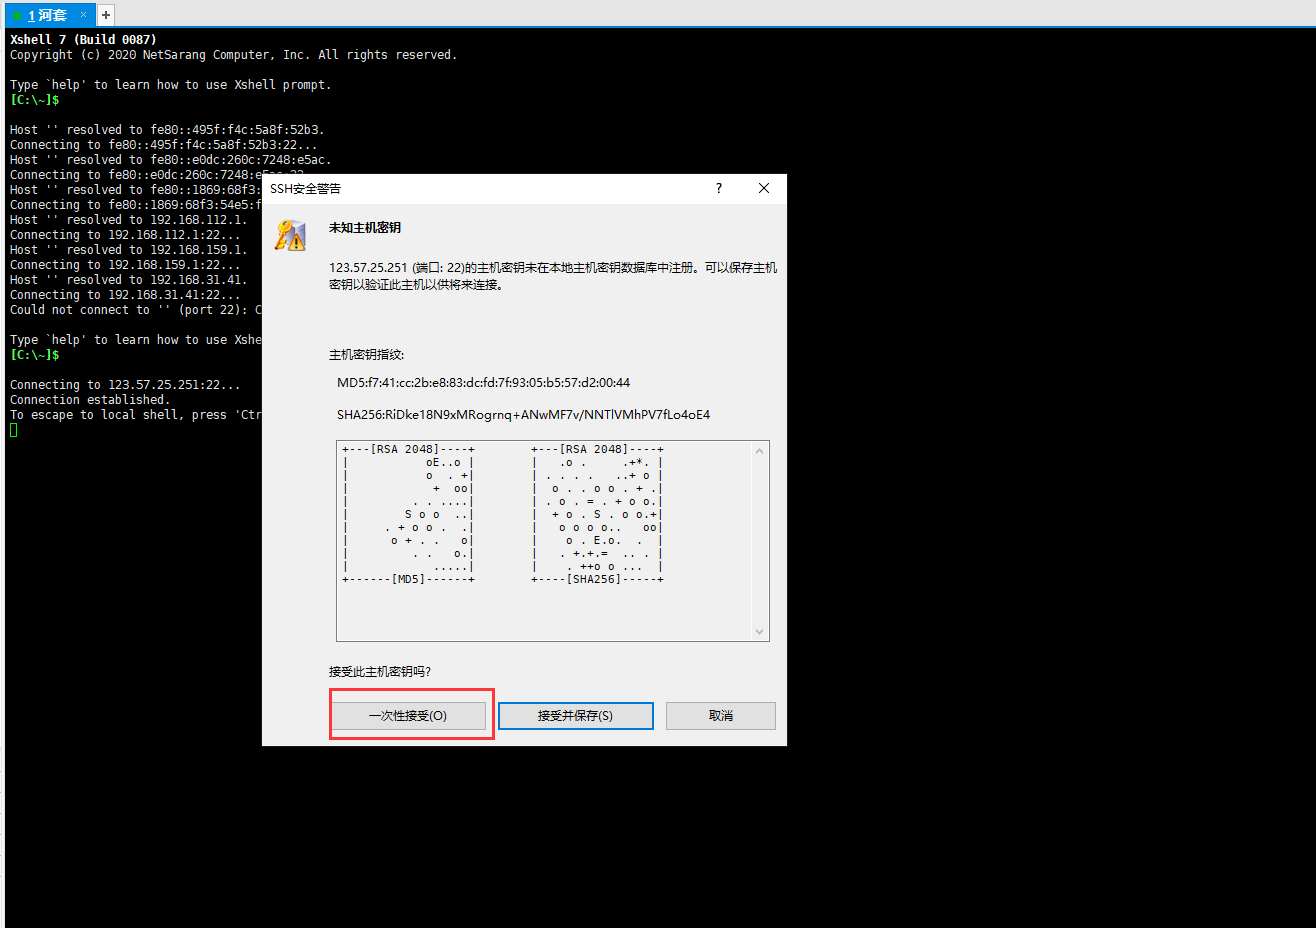 1 河套 × +
Xshell 7 (Build 0087)
Copyright (c) 2020 NetSarang Computer, Inc. All rights reserved.
Type `help' to learn how to use Xshell prompt.
[C:\~]$
Host '' resolved to fe80::495f:f4c:5a8f:52b3.
Connecting to fe80::495f:f4c:5a8f:52b3:22...
Host '' resolved to fe80::e0dc:260c:7248:e5ac.
Connecting to fe80::e0dc:260c:7248:e5ac:22...
Host '' resolved to fe80::1869:68f3:
Connecting to fe80::1869:68f3:54e5:f
Host '' resolved to 192.168.112.1.
Connecting to 192.168.112.1:22...
Host '' resolved to 192.168.159.1.
Connecting to 192.168.159.1:22...
Host '' resolved to 192.168.31.41.
Connecting to 192.168.31.41:22...
Could not connect to '' (port 22): C
Type `help' to learn how to use Xshe
[C:\~]$
Connecting to 123.57.25.251:22...
Connection established.
To escape to local shell, press 'Ctr
SSH安全警告 ? ×
未知主机密钥
123.57.25.251 (端口: 22)的主机密钥未在本地主机密钥数据库中注册。可以保存主机
密钥以验证此主机以供将来连接。
主机密钥指纹:
MD5:f7:41:cc:2b:e8:83:dc:fd:7f:93:05:b5:57:d2:00:44
SHA256:RiDke18N9xMRogrnq+ANwMF7v/NNTlVMhPV7fLo4oE4
+---[RSA 2048]----+        +---[RSA 2048]----+
|           oE..o |        |   .o .     .+*. |
|           o  . +|        | . . . .   ..+ o |
|            +  oo|        |  o . . o o . + .|
|         . . ....|        | . o . = . + o o.|
|        S o o  ..|        |  + o . S . o o.+|
|     . + o o .  .|        |   o o o o..   oo|
|      o + . .   o|        |    o . E.o.  .  |
|         . .   o.|        |   . +.+.=  .. . |
|            .....|        |    . ++o o ...  |
+------[MD5]------+        +----[SHA256]-----+
接受此主机密钥吗?
一次性接受(O) 接受并保存(S) 取消